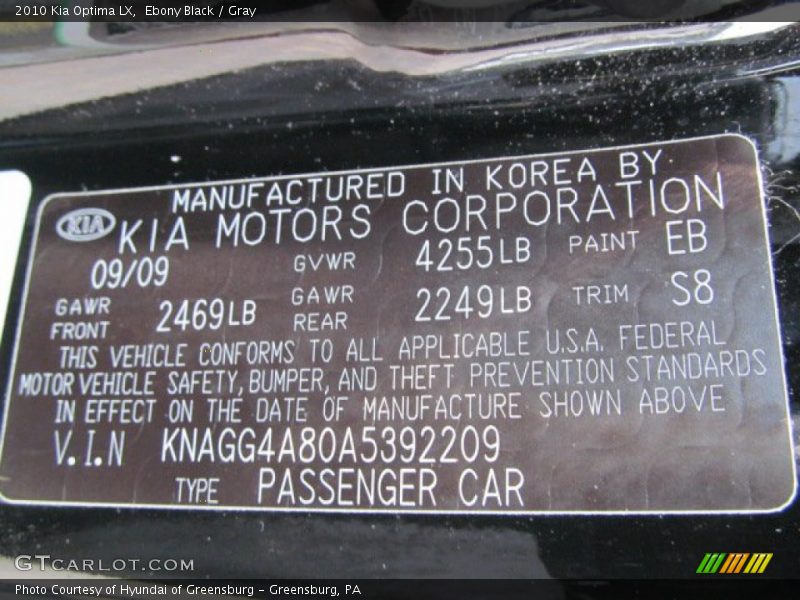 2010 Kia Optima LX, Ebony Black / Gray
MANUFACTURED IN KOREA BY
KIA KIA MOTORS CORPORATION
09/09 GVWR 4255LB PAINT EB
GAWR FRONT 2469LB GAWR REAR 2249LB TRIM S8
THIS VEHICLE CONFORMS TO ALL APPLICABLE U.S.A. FEDERAL
MOTOR VEHICLE SAFETY, BUMPER, AND THEFT PREVENTION STANDARDS
IN EFFECT ON THE DATE OF MANUFACTURE SHOWN ABOVE
V.I.N KNAGG4A80A5392209
TYPE PASSENGER CAR
GTCARLOT.COM
Photo Courtesy of Hyundai of Greensburg - Greensburg, PA